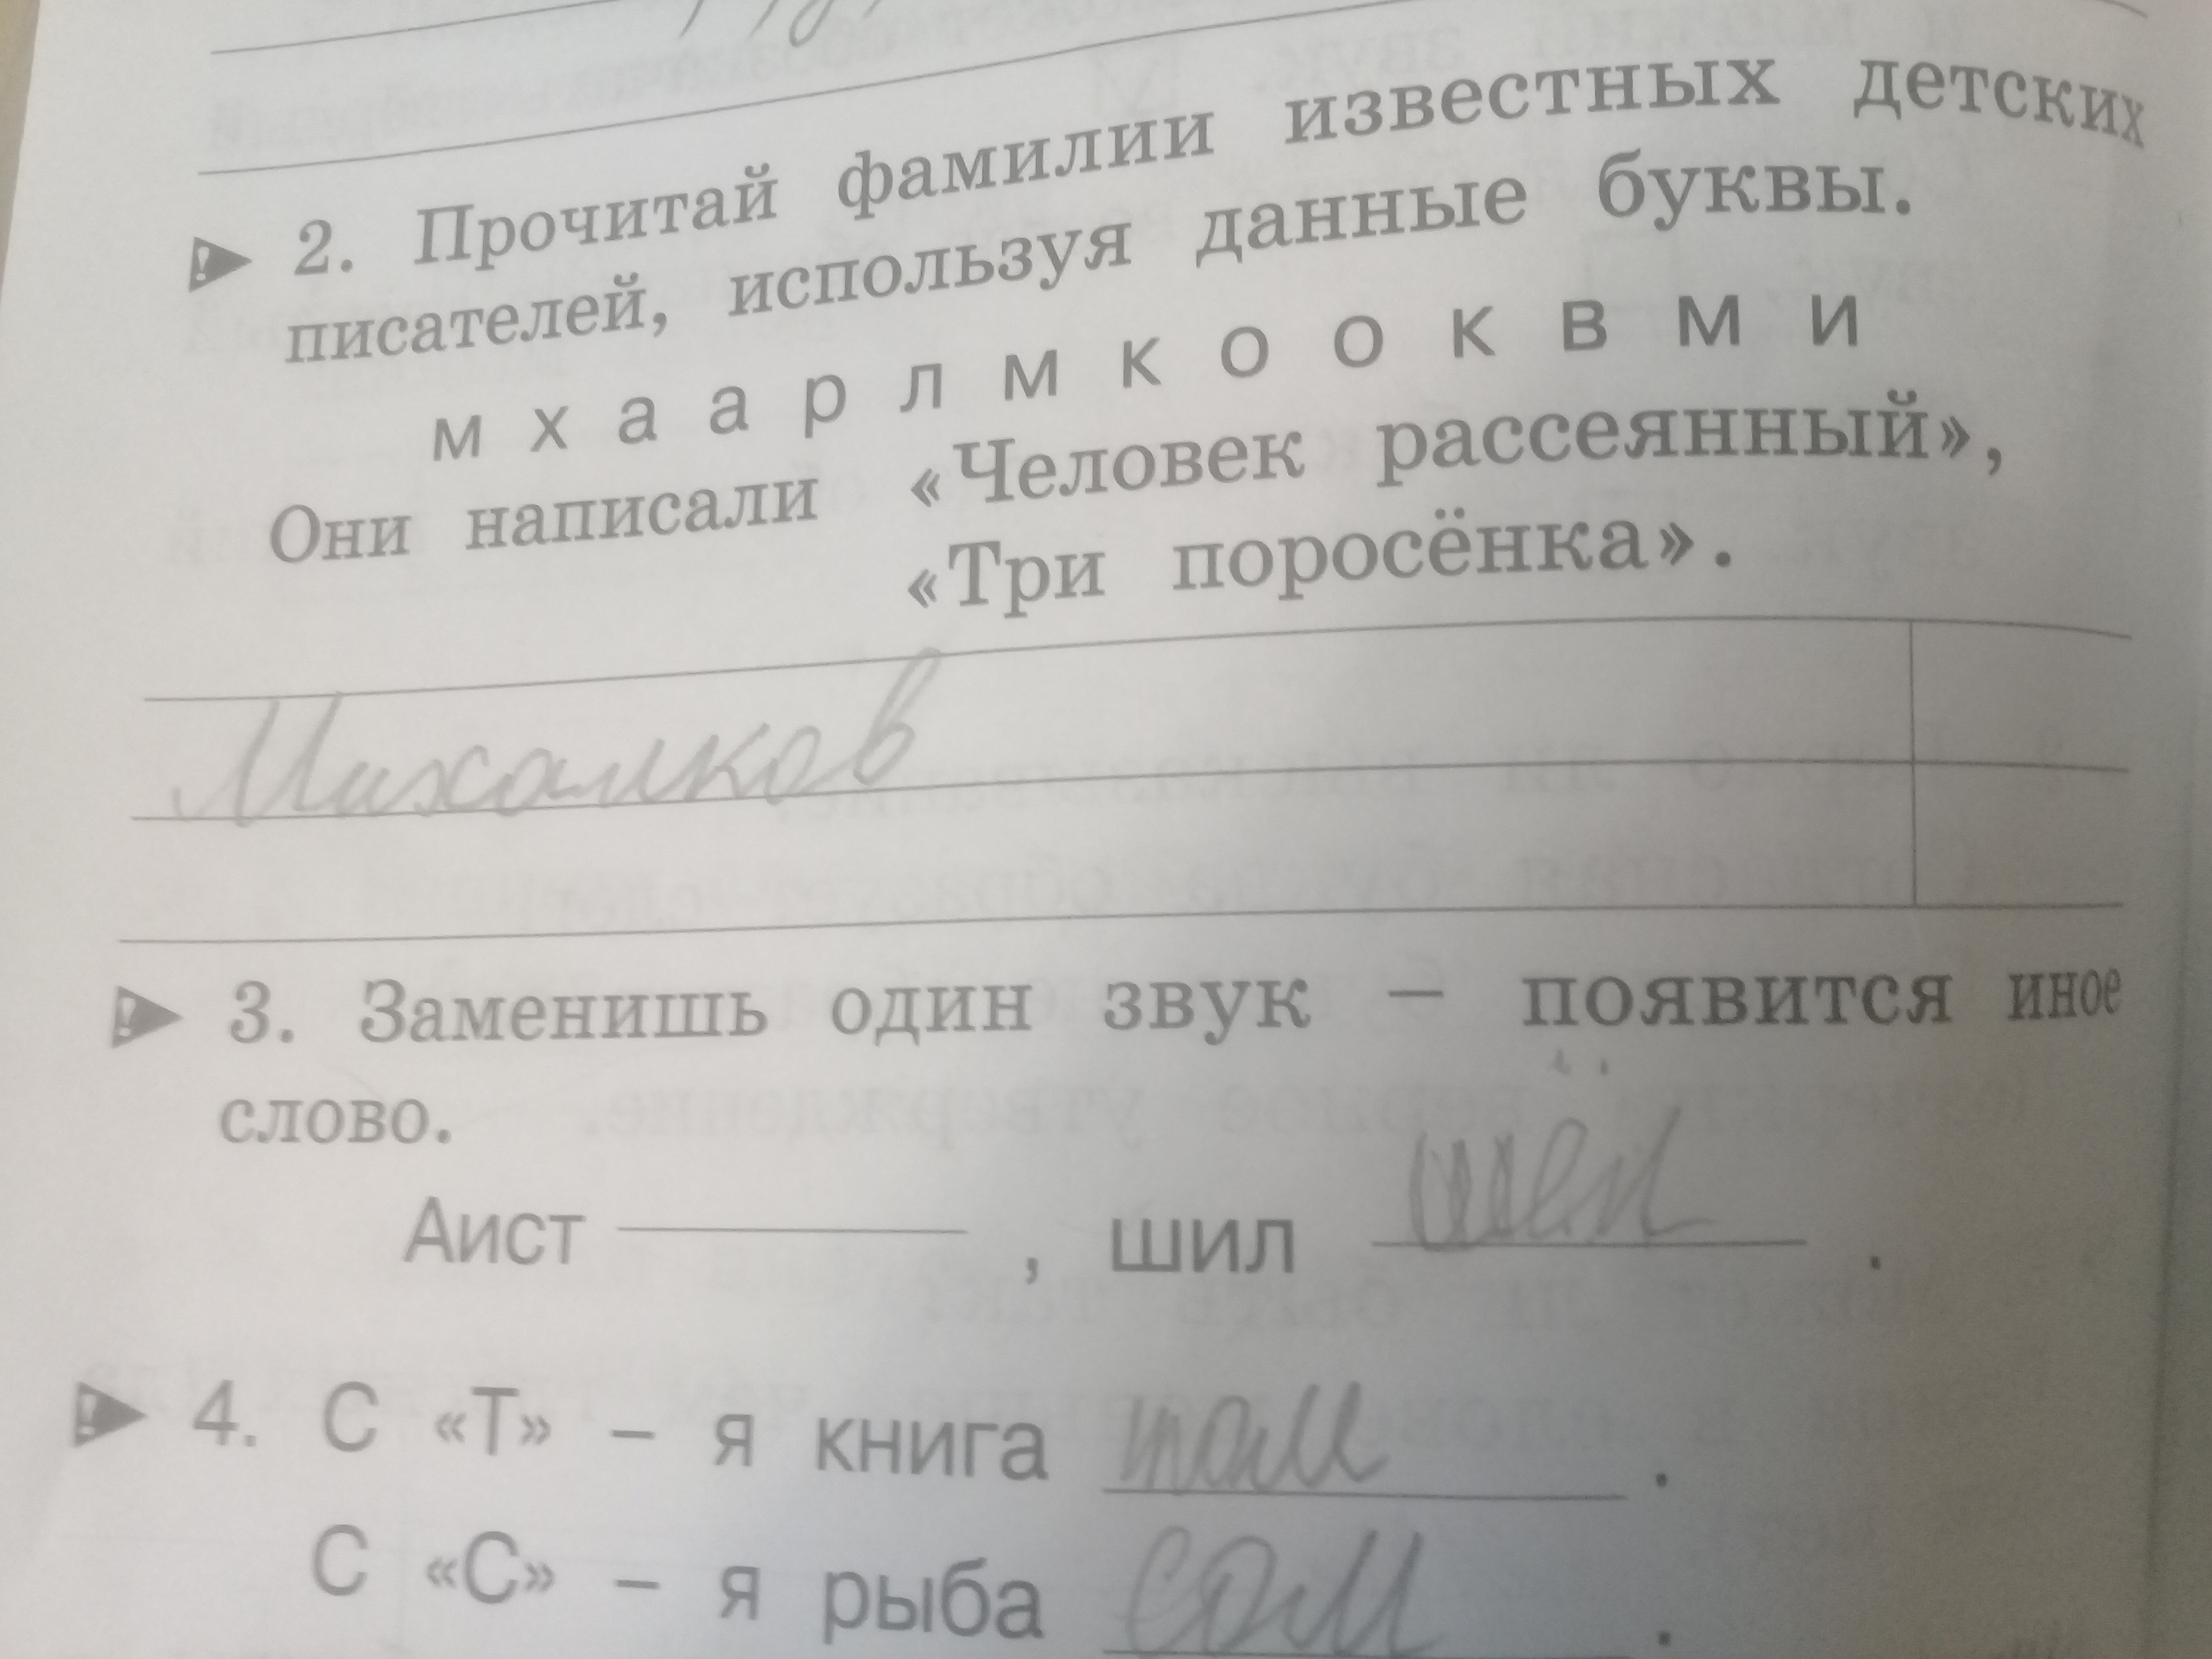 2. Прочитай фамилии известных детских
писателей, используя данные буквы.
м х а а р л м к о о к в м и
Они написали «Человек рассеянный»,
«Три поросёнка».
Михалков
3. Заменишь один звук – появится иное
слово.
Аист , шил шёл .
4. С «Т» – я книга том .
С «С» – я рыба сом .